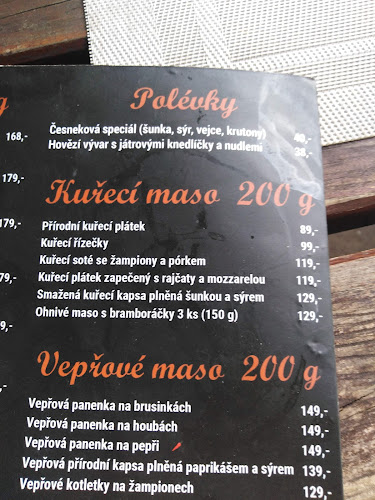 Polévky
Česneková speciál (šunka, sýr, vejce, krutony) 40,-
Hovězí vývar s játrovými knedlíčky a nudlemi 38,-
Kuřecí maso 200 g
Přírodní kuřecí plátek 89,-
Kuřecí řízečky 99,-
Kuřecí soté se žampiony a pórkem 119,-
Kuřecí plátek zapečený s rajčaty a mozzarelou 119,-
Smažená kuřecí kapsa plněná šunkou a sýrem 129,-
Ohnivé maso s bramboráčky 3 ks (150 g) 129,-
Vepřové maso 200 g
Vepřová panenka na brusinkách 149,-
Vepřová panenka na houbách 149,-
Vepřová panenka na pepři 149,-
Vepřová přírodní kapsa plněná paprikášem a sýrem 139,-
Vepřové kotletky na žampionech 129,-
g
168,-
179,-
179,-
79,-
9,-